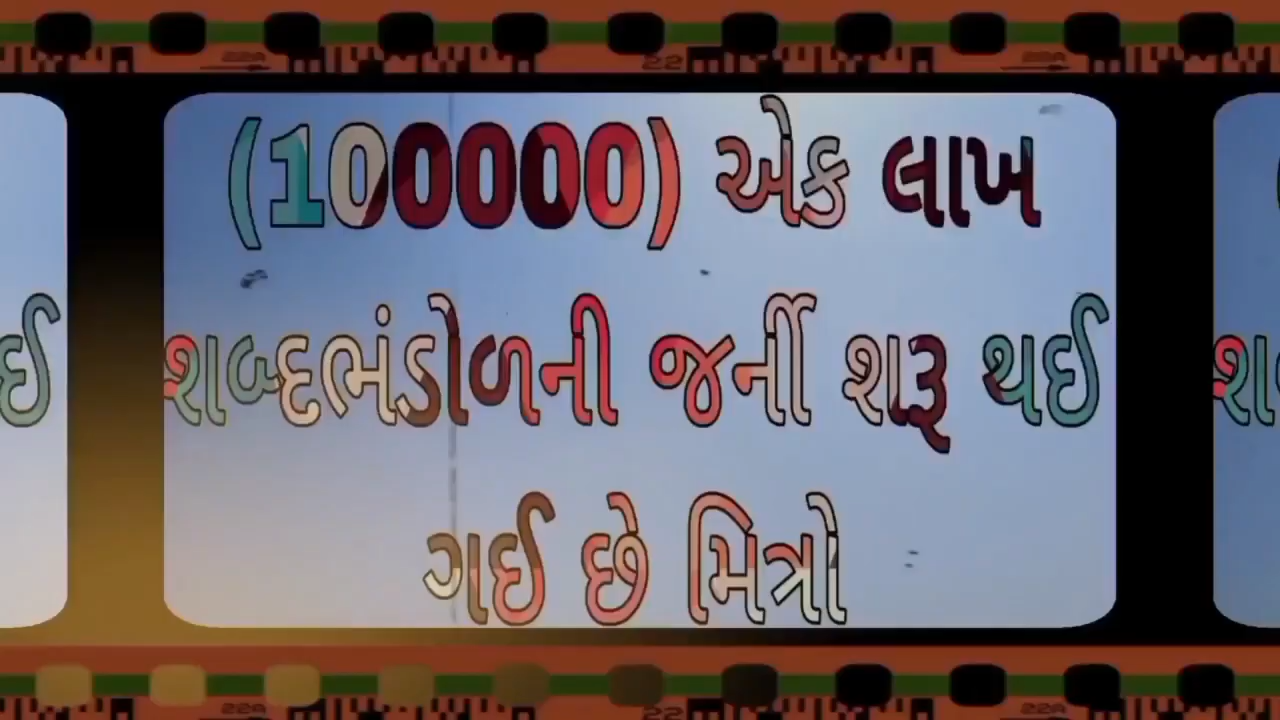 (100000) એક લાખ
શબ્દભંડોળની જર્ની શરૂ થઈ
ગઈ છે મિત્રો